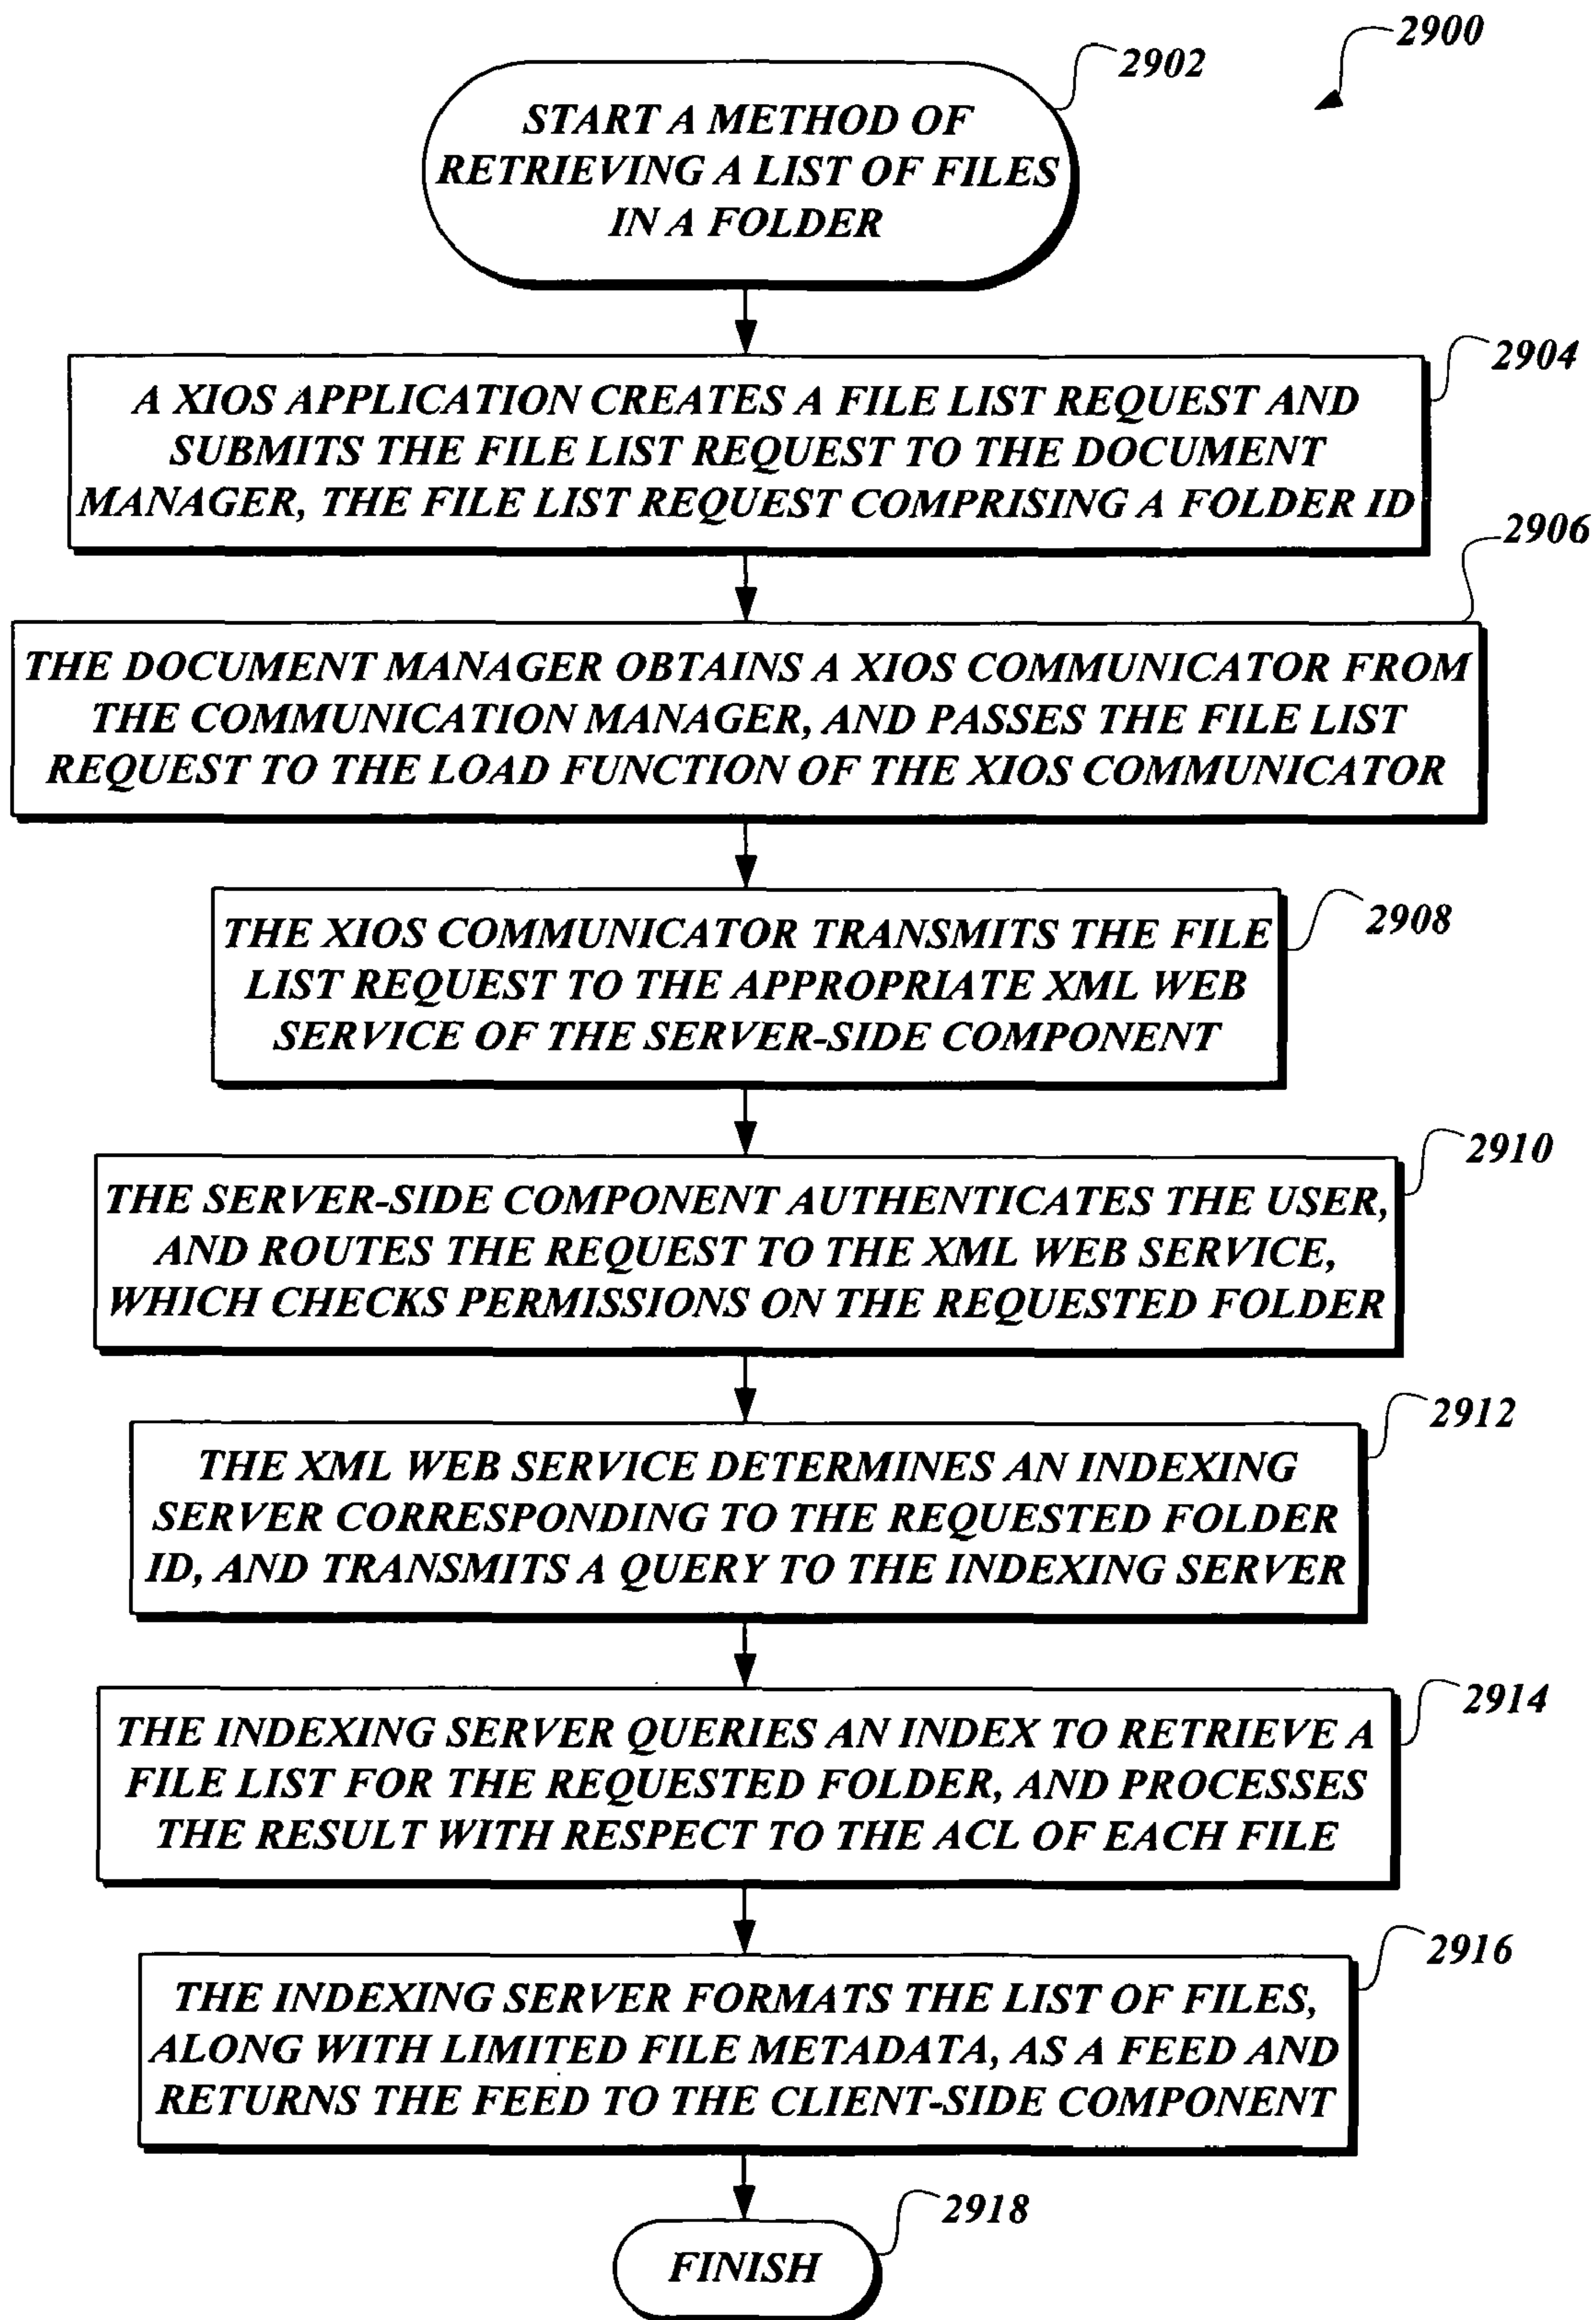 2900
2902
START A METHOD OF
RETRIEVING A LIST OF FILES
IN A FOLDER
2904
A XIOS APPLICATION CREATES A FILE LIST REQUEST AND
SUBMITS THE FILE LIST REQUEST TO THE DOCUMENT
MANAGER, THE FILE LIST REQUEST COMPRISING A FOLDER ID
2906
THE DOCUMENT MANAGER OBTAINS A XIOS COMMUNICATOR FROM
THE COMMUNICATION MANAGER, AND PASSES THE FILE LIST
REQUEST TO THE LOAD FUNCTION OF THE XIOS COMMUNICATOR
2908
THE XIOS COMMUNICATOR TRANSMITS THE FILE
LIST REQUEST TO THE APPROPRIATE XML WEB
SERVICE OF THE SERVER-SIDE COMPONENT
2910
THE SERVER-SIDE COMPONENT AUTHENTICATES THE USER,
AND ROUTES THE REQUEST TO THE XML WEB SERVICE,
WHICH CHECKS PERMISSIONS ON THE REQUESTED FOLDER
2912
THE XML WEB SERVICE DETERMINES AN INDEXING
SERVER CORRESPONDING TO THE REQUESTED FOLDER
ID, AND TRANSMITS A QUERY TO THE INDEXING SERVER
2914
THE INDEXING SERVER QUERIES AN INDEX TO RETRIEVE A
FILE LIST FOR THE REQUESTED FOLDER, AND PROCESSES
THE RESULT WITH RESPECT TO THE ACL OF EACH FILE
2916
THE INDEXING SERVER FORMATS THE LIST OF FILES,
ALONG WITH LIMITED FILE METADATA, AS A FEED AND
RETURNS THE FEED TO THE CLIENT-SIDE COMPONENT
2918
FINISH